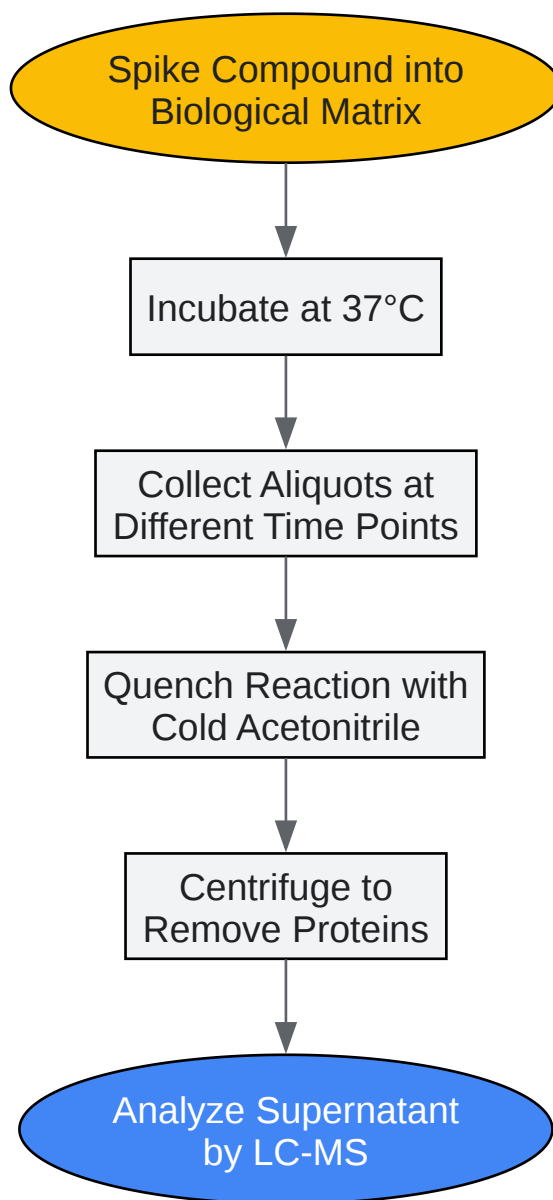 Spike Compound into
Biological Matrix
Incubate at 37°C
Collect Aliquots at
Different Time Points
Quench Reaction with
Cold Acetonitrile
Centrifuge to
Remove Proteins
Analyze Supernatant
by LC-MS